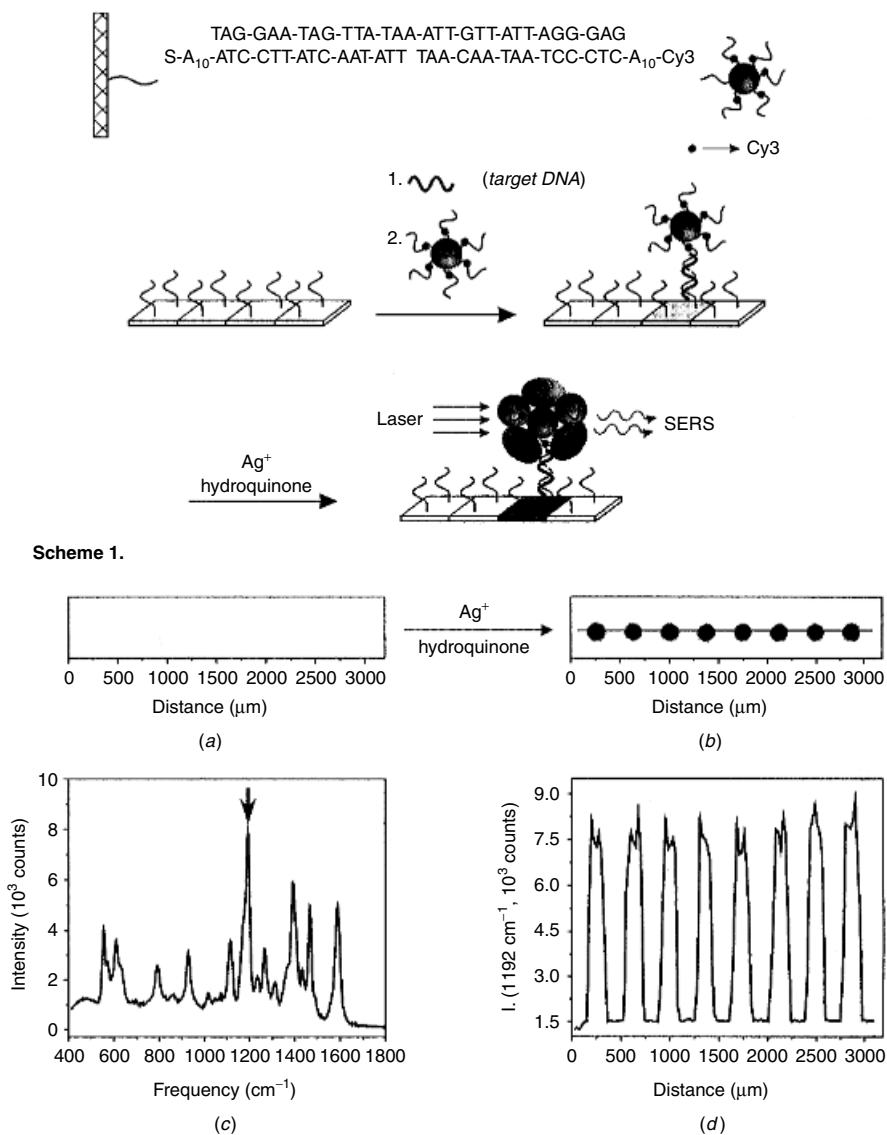 TAG-GAA-TAG-TTA-TAA-ATT-GTT-ATT-AGG-GAG
S-A10-ATC-CTT-ATC-AAT-ATT TAA-CAA-TAA-TCC-CTC-A10-Cy3
Cy3
1. (target DNA)
2.
Laser
SERS
Ag+
hydroquinone
Scheme 1.
Ag+
hydroquinone
0 500 1000 1500 2000 2500 3000
Distance (μm)
(a)
0 500 1000 1500 2000 2500 3000
Distance (μm)
(b)
10
8
6
4
2
0
Intensity (10³ counts)
400 600 800 1000 1200 1400 1600 1800
Frequency (cm⁻¹)
(c)
9.0
7.5
6.0
4.5
3.0
1.5
I. (1192 cm⁻¹, 10³ counts)
0 500 1000 1500 2000 2500 3000
Distance (μm)
(d)